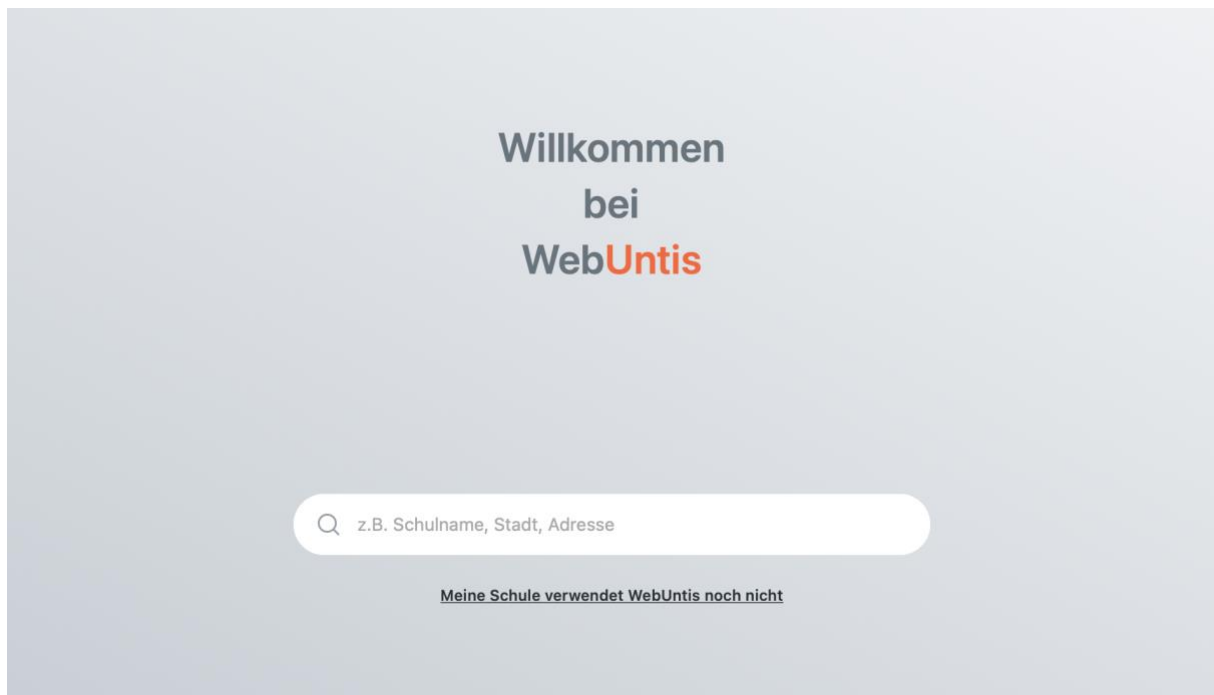 Willkommen
bei
WebUntis
z.B. Schulname, Stadt, Adresse
Meine Schule verwendet WebUntis noch nicht